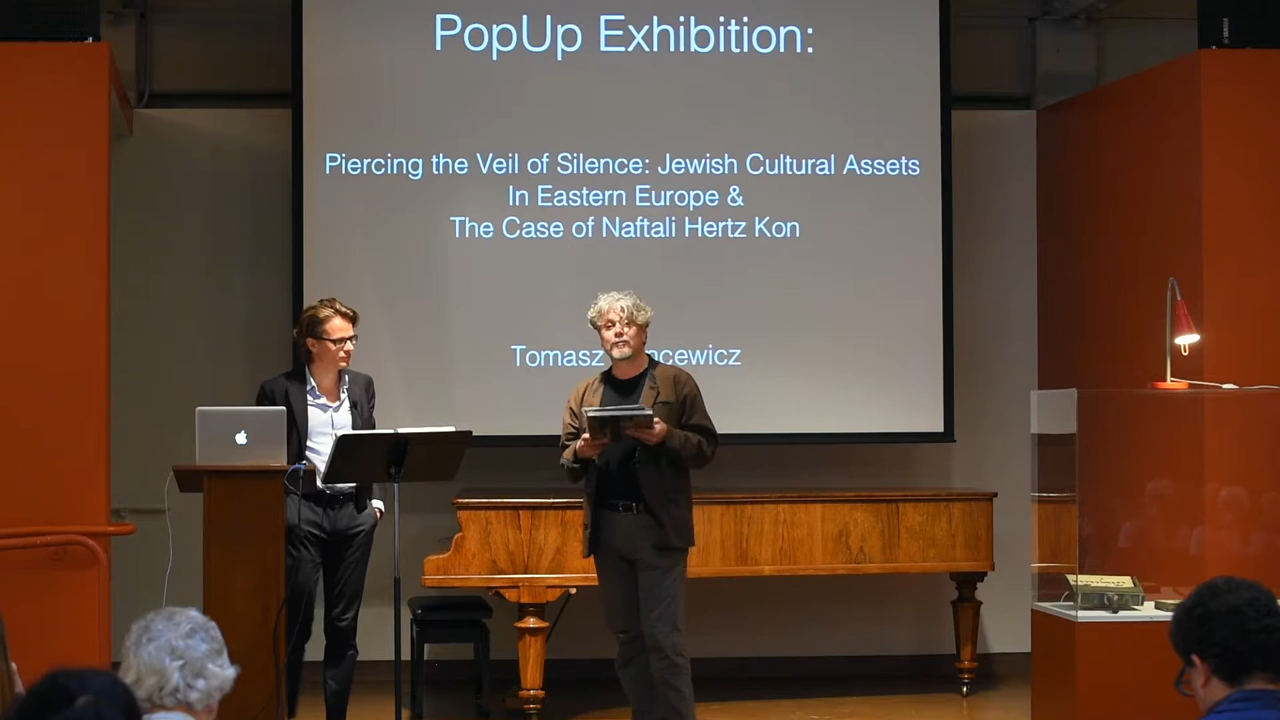 PopUp Exhibition:
Piercing the Veil of Silence: Jewish Cultural Assets
In Eastern Europe &
The Case of Naftali Hertz Kon
Tomasz ncewicz